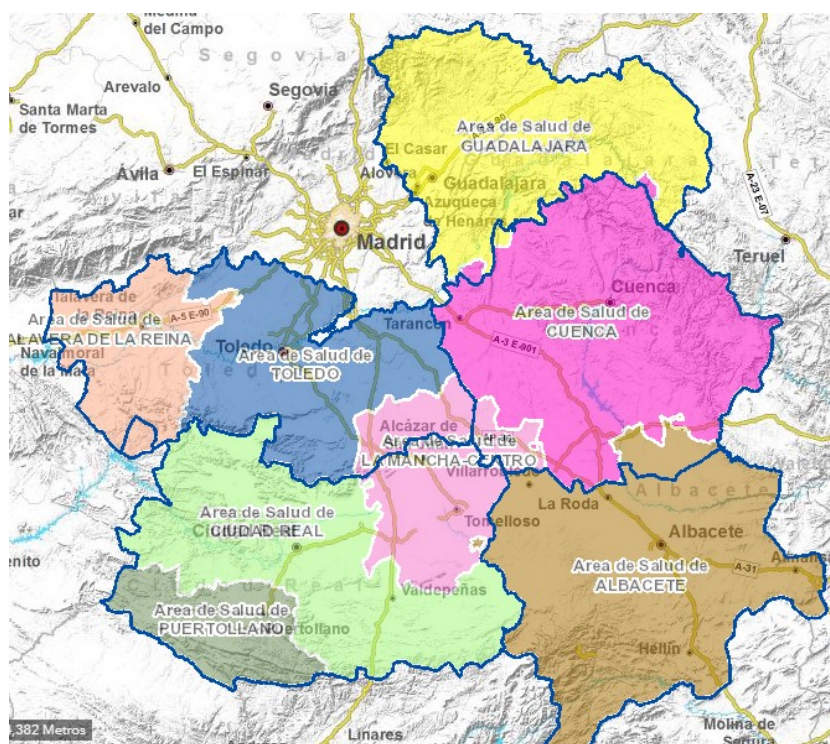 Medina
del Campo
Segovia
Arevalo
Segovia
Santa Marta
de Tormes
Area de Salud de
GUADALAJARA
El Casar
Ávila
El Espinar
Guadalajara
Azuqueca
de Henares
A-23 E-07
Madrid
Teruel
Cuenca
Area de Salud de
CUENCA
Tarancón
A-3 E-901
Talavera de
la Reina
A-5 E-90
Area de Salud de
ALAVERA DE LA REINA
Navalmoral
de la Mata
Toledo
Area de Salud de
TOLEDO
Alcázar de
Area de Salud de
LA MANCHA-CENTRO
Villarrobledo
La Roda
Albacete
Tomelloso
Area de Salud de
CIUDAD REAL
Albacete
A-31
Area de Salud de
ALBACETE
Ciudad Real
Valdepeñas
Area de Salud de
PUERTOLLANO
Puertollano
Hellín
Linares
Molina de
Segura
,382 Metros